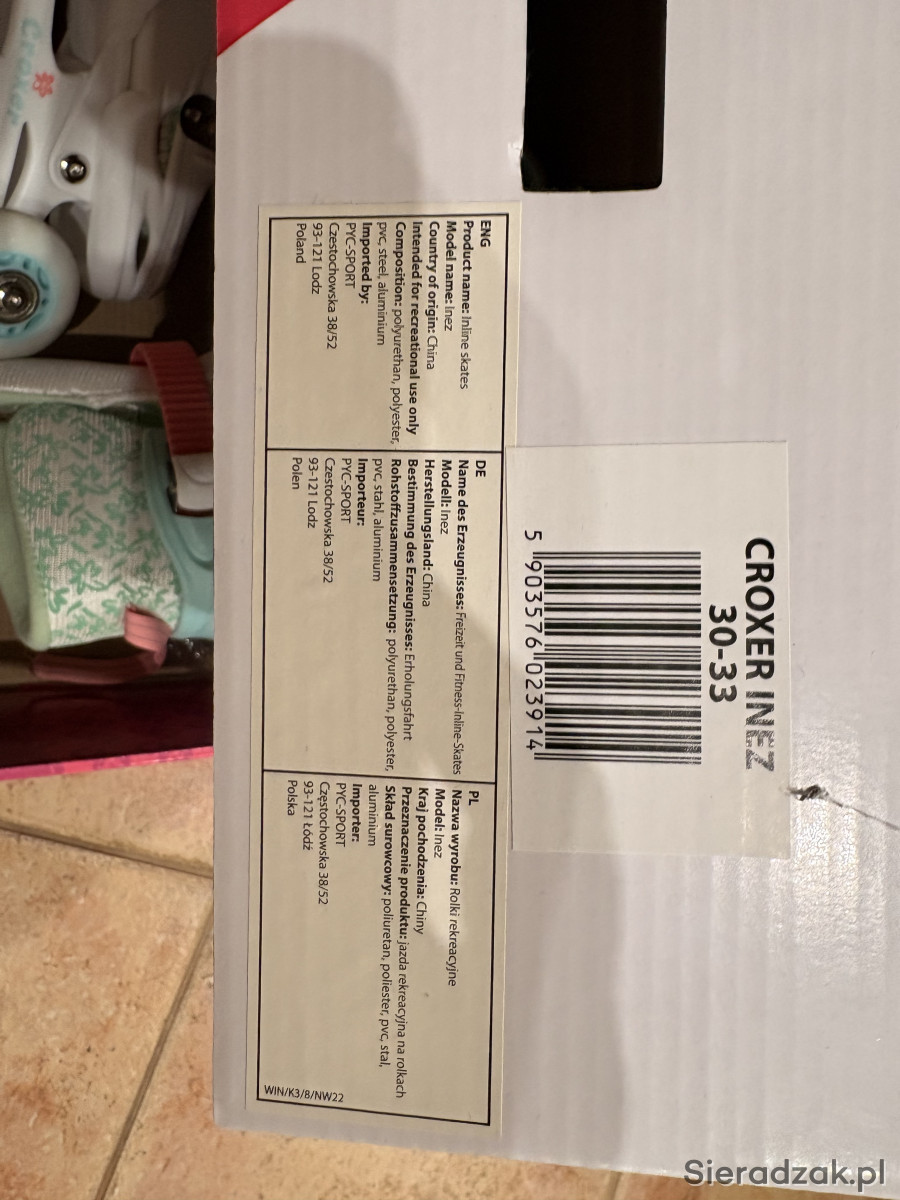 Croxer
CROXER INEZ
30-33
5 903576 023914
ENG
Product name: Inline skates
Model name: Inez
Country of origin: China
Intended for recreational use only
Composition: polyurethan, polyester,
pvc, steel, aluminium
Imported by:
PYC-SPORT
Czestochowska 38/52
93-121 Lodz
Poland
DE
Name des Erzeugnisses: Freizeit und Fitness-Inline-Skates
Modell: Inez
Herstellungsland: China
Bestimmung des Erzeugnisses: Erholungsfahrt
Rohstoffzusammensetzung: polyurethan, polyester,
pvc, stahl, aluminium
Importeur:
PYC-SPORT
Czestochowska 38/52
93-121 Lodz
Polen
PL
Nazwa wyrobu: Rolki rekreacyjne
Model: Inez
Kraj pochodzenia: Chiny
Przeznaczenie produktu: jazda rekreacyjna na rolkach
Skład surowcowy: poliuretan, poliester, pvc, stal,
aluminium
Importer:
PYC-SPORT
Częstochowska 38/52
93-121 Łódź
Polska
WIN/K3/8/NW22
Sieradzak.pl